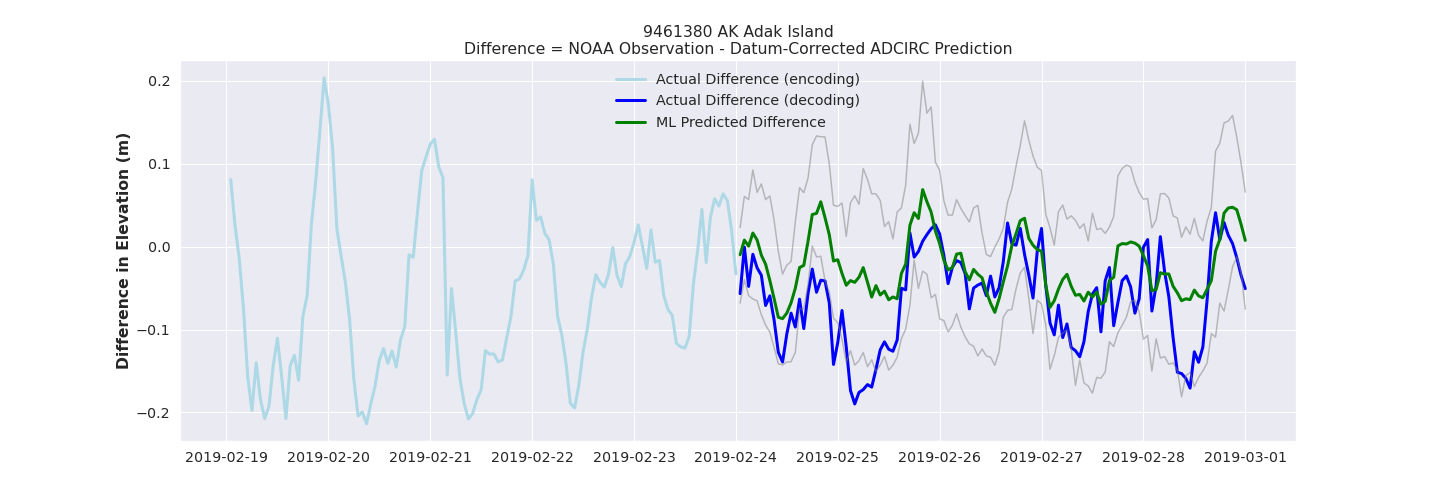 9461380 AK Adak Island
Difference = NOAA Observation - Datum-Corrected ADCIRC Prediction
Actual Difference (encoding)
Actual Difference (decoding)
ML Predicted Difference
Difference in Elevation (m)
0.2
0.1
0.0
−0.1
−0.2
2019-02-19
2019-02-20
2019-02-21
2019-02-22
2019-02-23
2019-02-24
2019-02-25
2019-02-26
2019-02-27
2019-02-28
2019-03-01